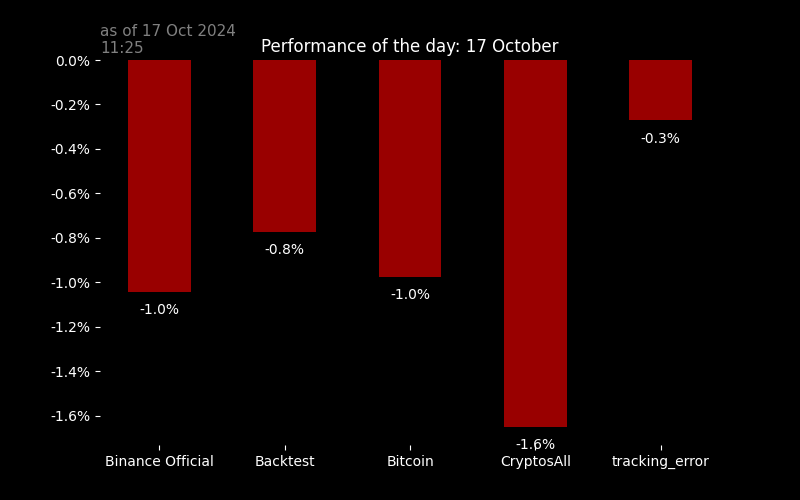 as of 17 Oct 2024
11:25
Performance of the day: 17 October
0.0%
-0.2%
-0.4%
-0.6%
-0.8%
-1.0%
-1.2%
-1.4%
-1.6%
-1.0%
-0.8%
-1.0%
-1.6%
-0.3%
Binance Official
Backtest
Bitcoin
CryptosAll
tracking_error